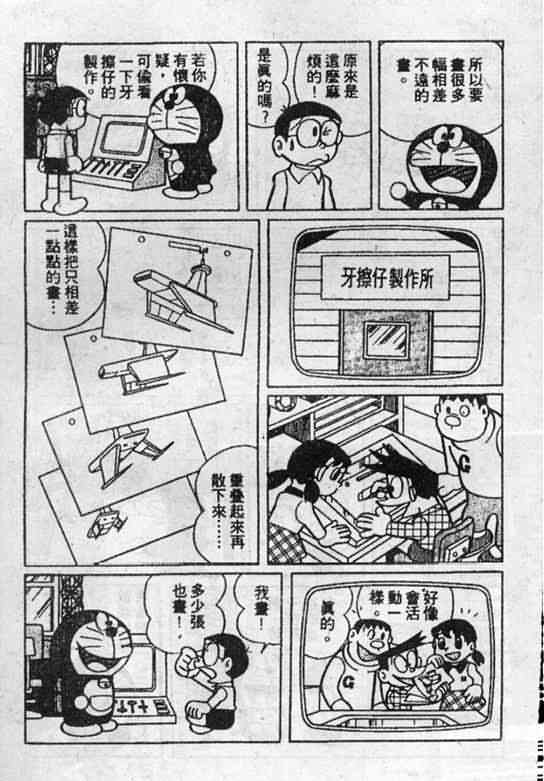 所以要
畫很多
幅相差
不遠的
畫。
原來是
這麼麻
煩的！
是眞的嗎？
若你
有懷
疑，
可偷看
一下牙
擦仔的
製作。
牙擦仔製作所
這樣把只相差
一點點的畫…
重疊起來再
散下來……
G
好像
會活
動一
樣。
眞的。
G
我畫！
多少張
也畫！